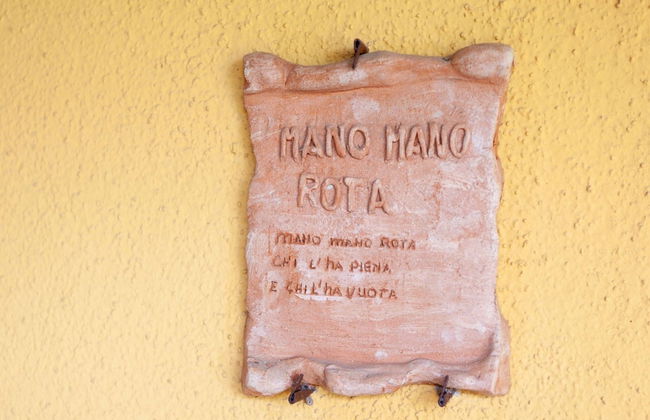 MANO MANO
ROTA
MANO MANO ROTA
CHI L'HA PIENA
E CHI L'HA VUOTA